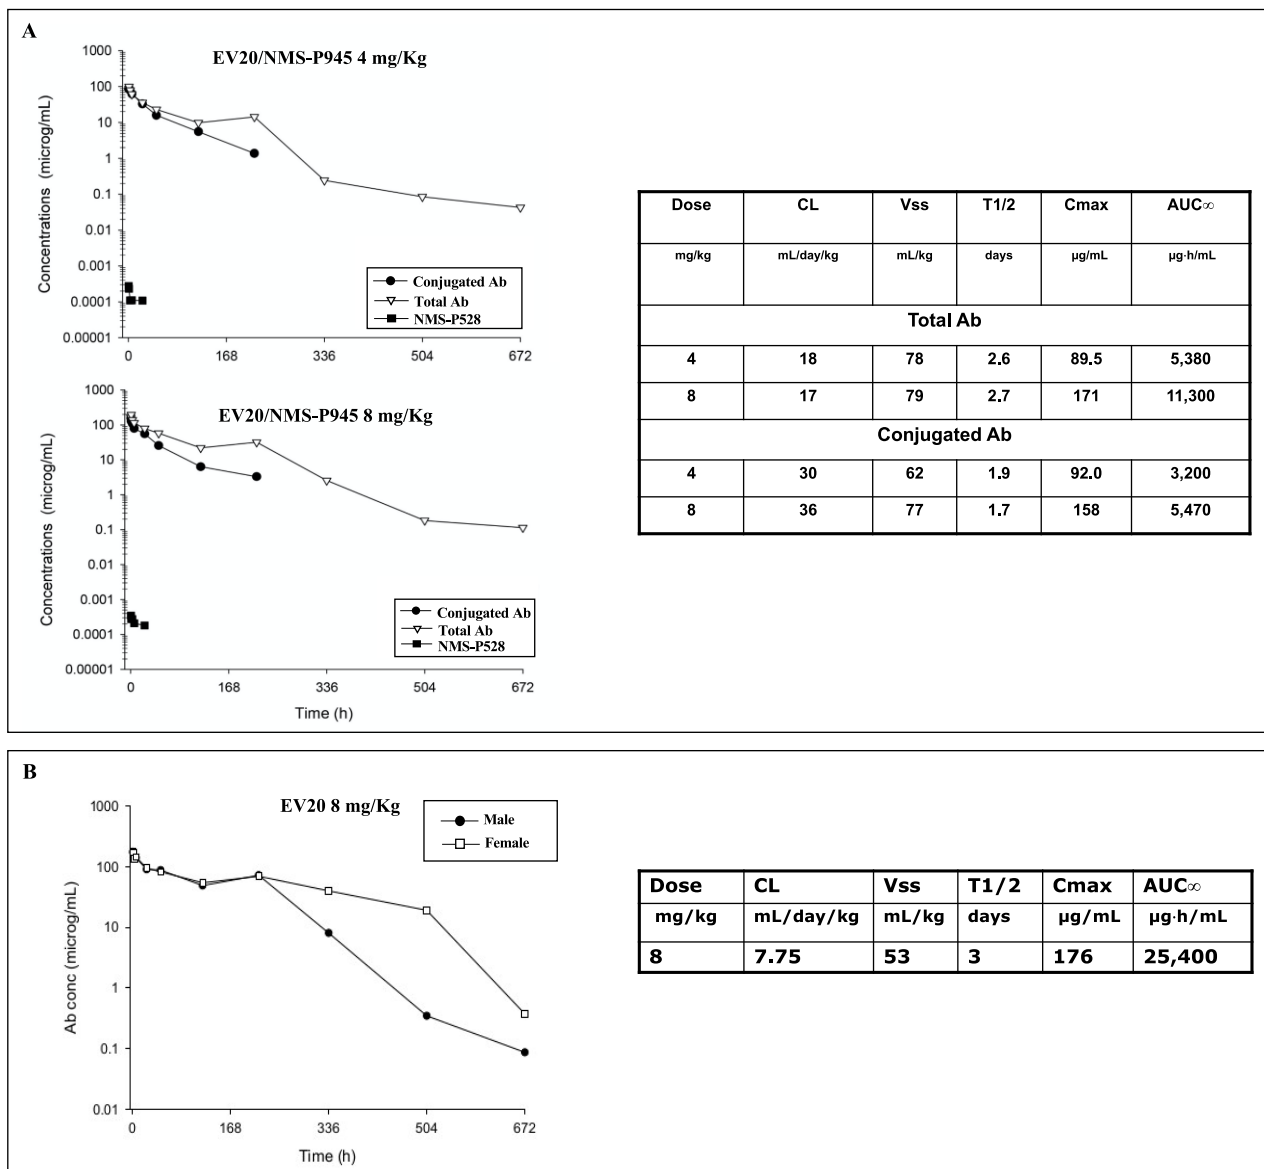 A
EV20/NMS-P945 4 mg/Kg
Concentrations (microg/mL)
1000
100
10
1
0.1
0.01
0.001
0.0001
0.00001
0 168 336 504 672
Conjugated Ab
Total Ab
NMS-P528
EV20/NMS-P945 8 mg/Kg
Concentrations (microg/mL)
1000
100
10
1
0.1
0.01
0.001
0.0001
0.00001
0 168 336 504 672
Time (h)
Conjugated Ab
Total Ab
NMS-P528
Dose CL Vss T1/2 Cmax AUC∞
mg/kg mL/day/kg mL/kg days µg/mL µg·h/mL
Total Ab
4 18 78 2.6 89.5 5,380
8 17 79 2.7 171 11,300
Conjugated Ab
4 30 62 1.9 92.0 3,200
8 36 77 1.7 158 5,470
B
EV20 8 mg/Kg
Male
Female
Ab conc (microg/mL)
1000
100
10
1
0.1
0.01
0 168 336 504 672
Time (h)
Dose CL Vss T1/2 Cmax AUC∞
mg/kg mL/day/kg mL/kg days µg/mL µg·h/mL
8 7.75 53 3 176 25,400